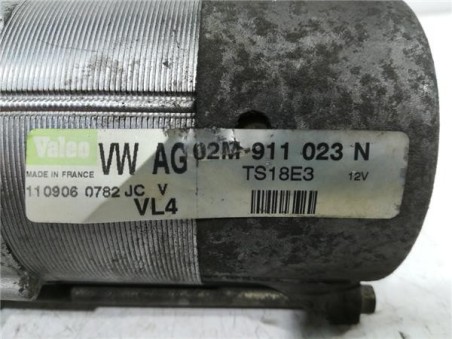 Valeo VW AG 02M 911 023 N
MADE IN FRANCE TS18E3 12V
110906 0782 JC V
VL4